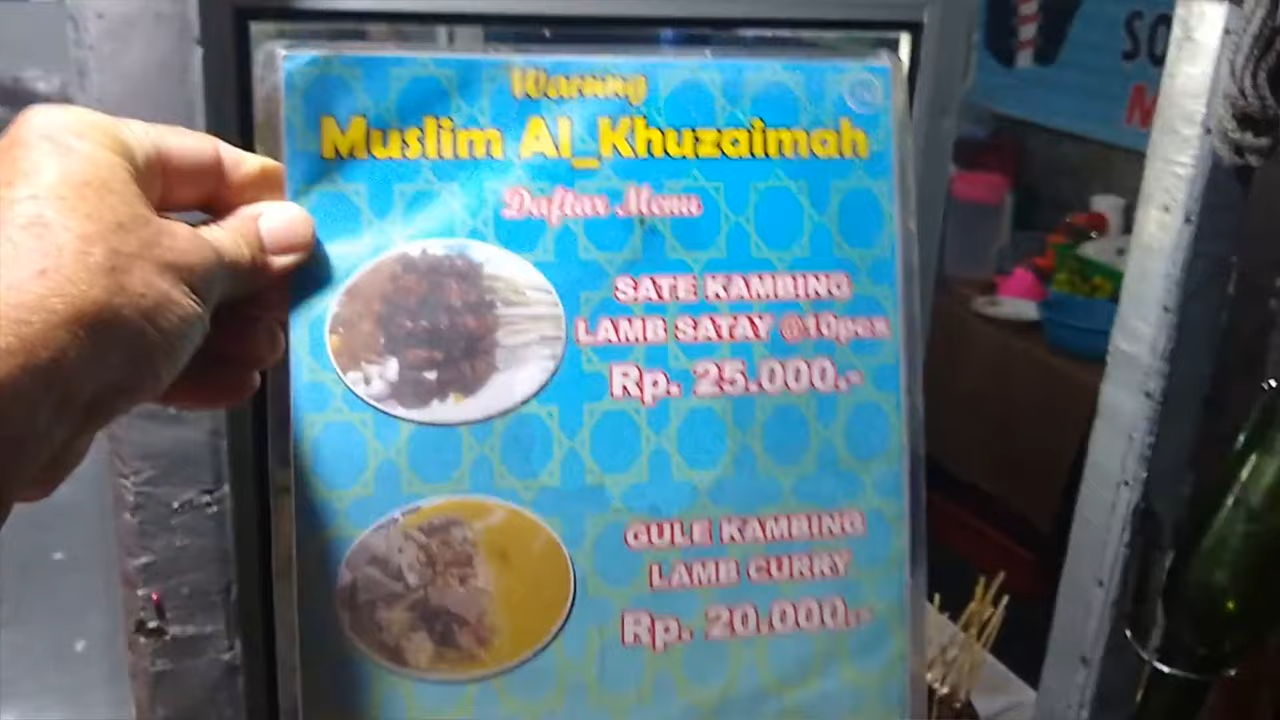 Warung
Muslim Al_Khuzaimah
Daftar Menu
SATE KAMBING
LAMB SATAY @10pcs
Rp. 25.000.-
GULE KAMBING
LAMB CURRY
Rp. 20.000.-
SO
M